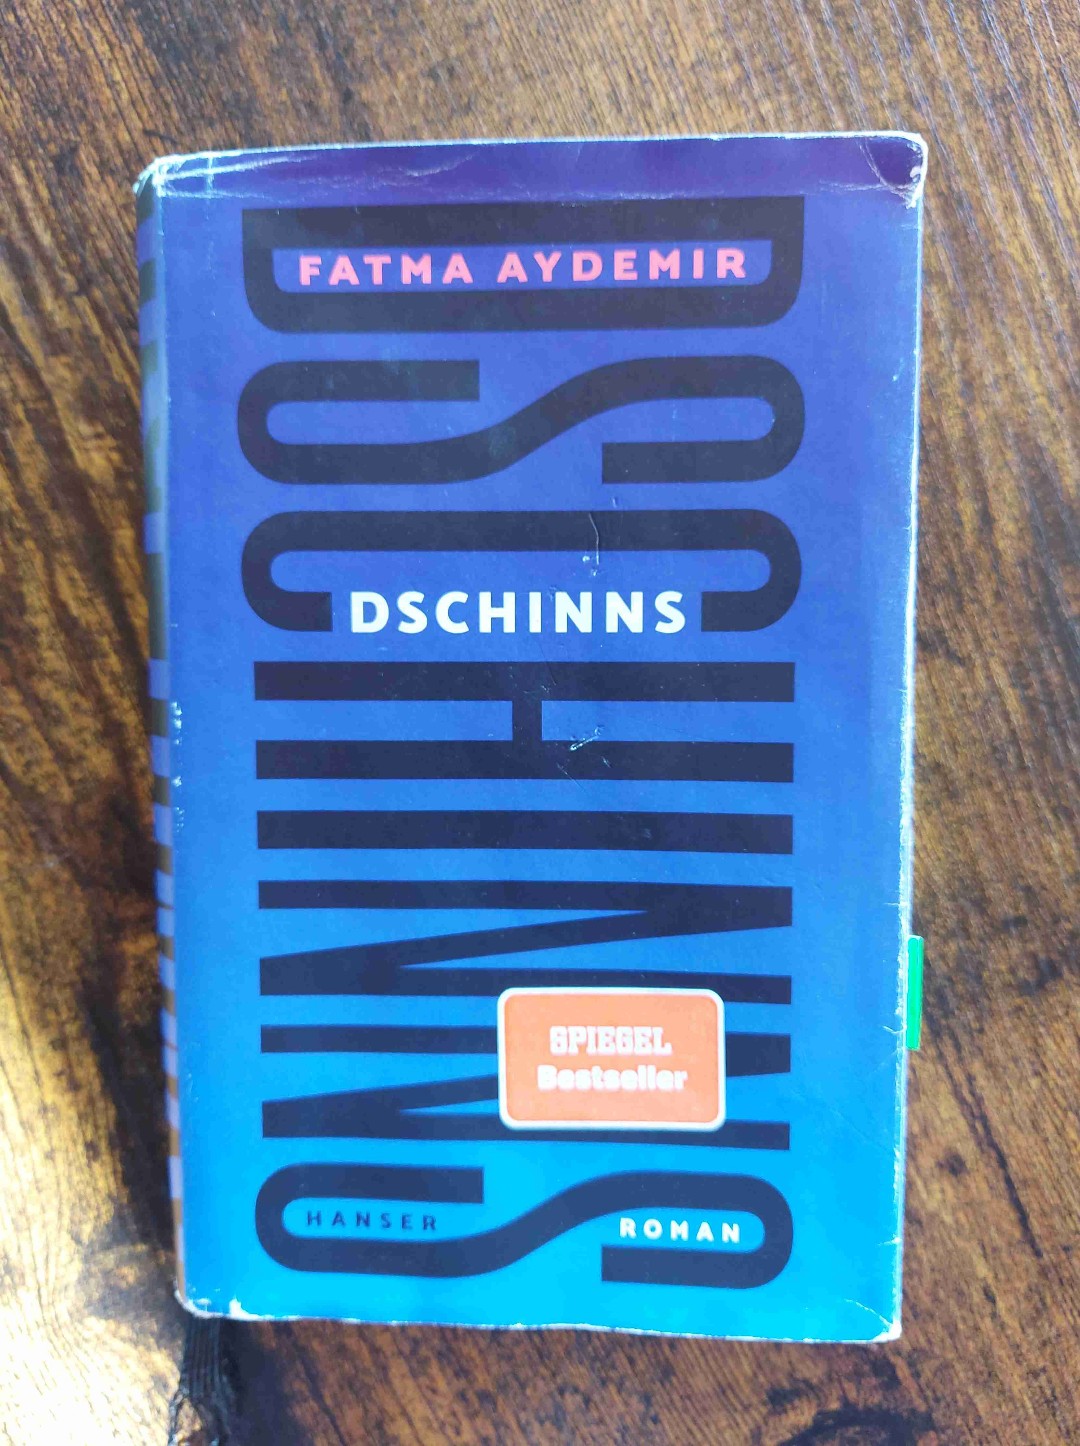 FATMA AYDEMIR
DSCHINNS
DSCHINNS
SPIEGEL
Bestseller
HANSER
ROMAN